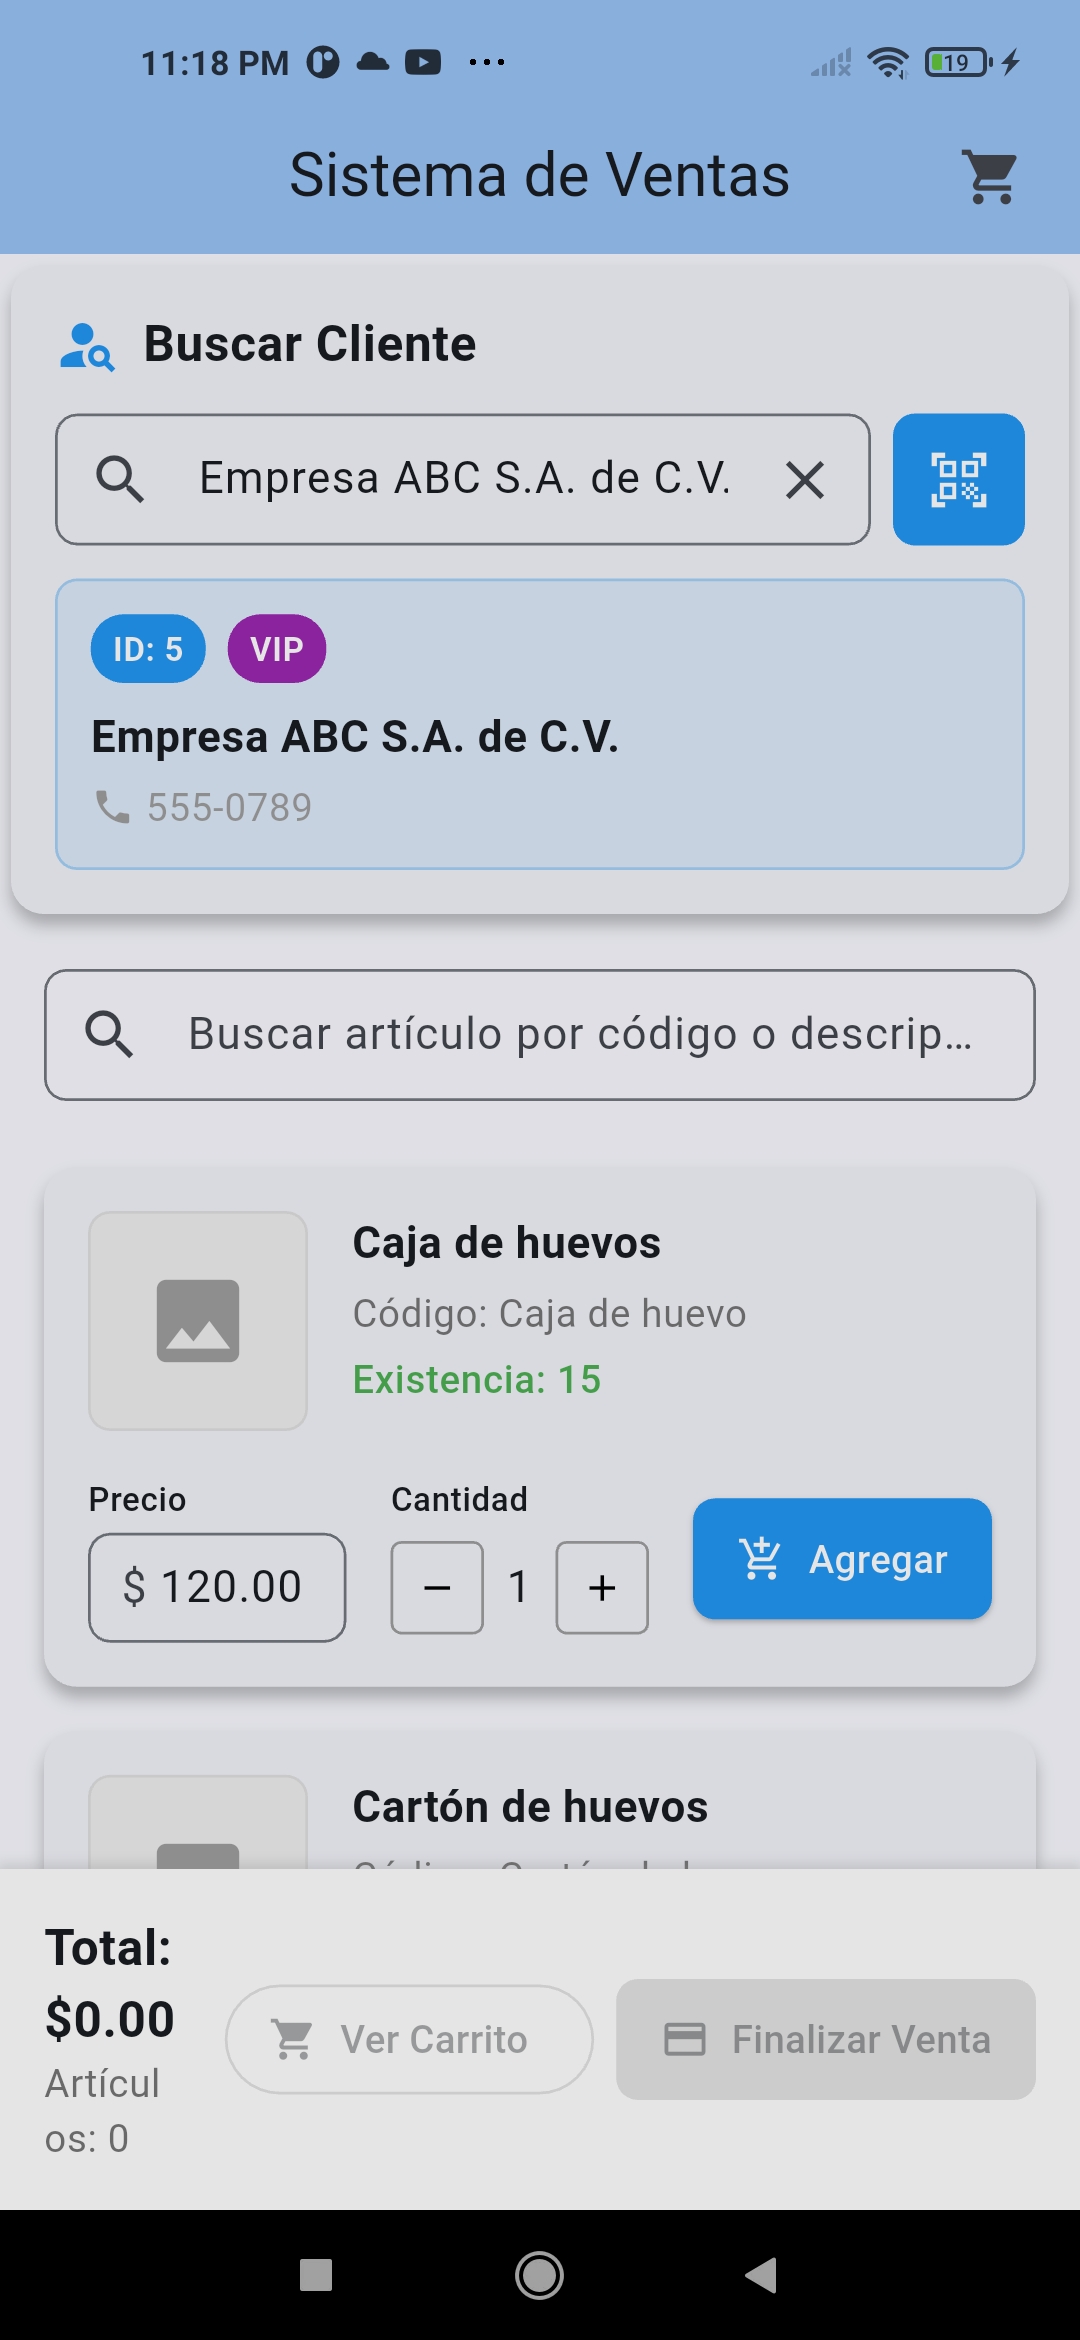 11:18 PM
19
Sistema de Ventas
Buscar Cliente
Empresa ABC S.A. de C.V.
ID: 5 VIP
Empresa ABC S.A. de C.V.
555-0789
Buscar artículo por código o descrip...
Caja de huevos
Código: Caja de huevo
Existencia: 15
Precio Cantidad
$ 120.00 − 1 + Agregar
Cartón de huevos
Total:
$0.00
Artícul
os: 0
Ver Carrito
Finalizar Venta